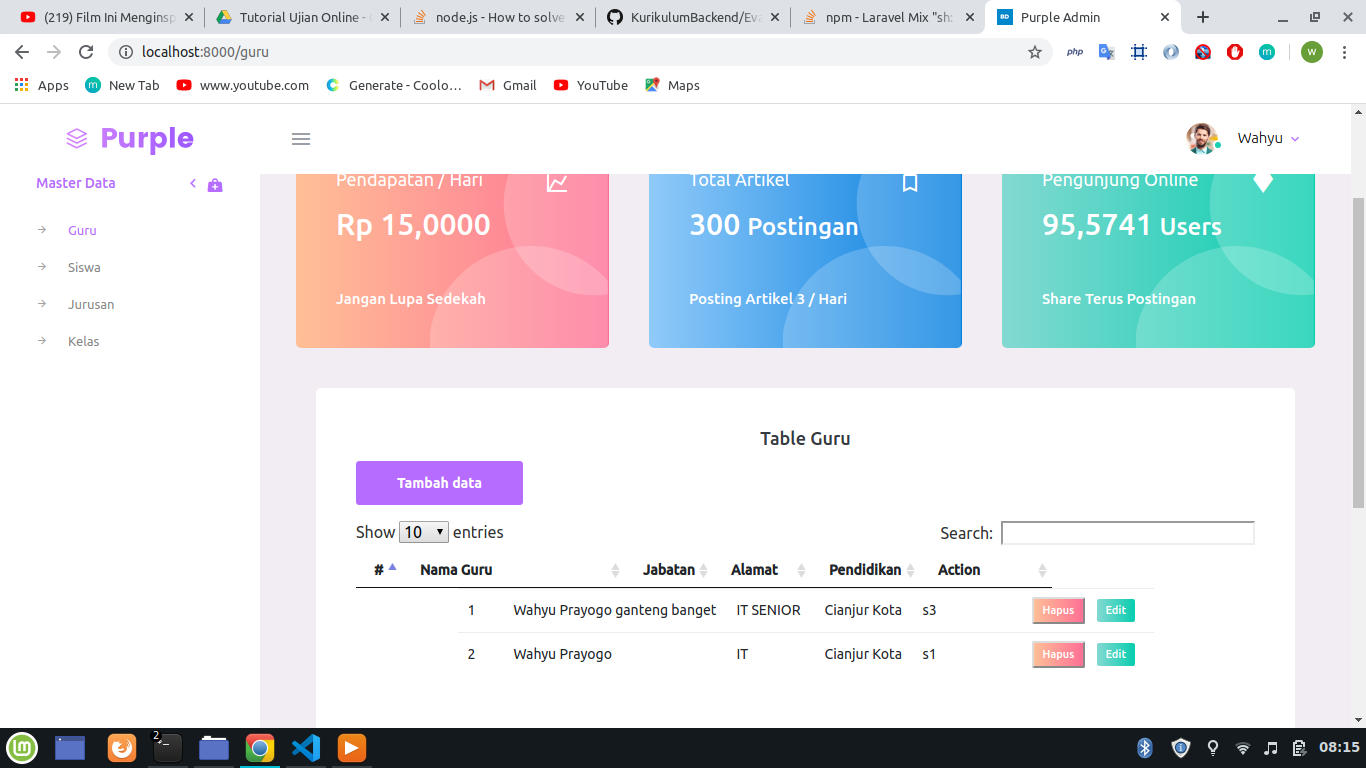 (219) Film Ini Menginsp
Tutorial Ujian Online -
node.js - How to solve
KurikulumBackend/Eva
npm - Laravel Mix "sh:
BD Purple Admin
localhost:8000/guru
php
w
Apps
m New Tab
www.youtube.com
Generate - Coolo…
Gmail
YouTube
Maps
Purple
Wahyu
Master Data
Guru
Siswa
Jurusan
Kelas
Pendapatan / Hari
Rp 15,0000
Jangan Lupa Sedekah
Total Artikel
300 Postingan
Posting Artikel 3 / Hari
Pengunjung Online
95,5741 Users
Share Terus Postingan
Table Guru
Tambah data
Show 10 entries
Search:
# Nama Guru Jabatan Alamat Pendidikan Action
1 Wahyu Prayogo ganteng banget IT SENIOR Cianjur Kota s3 Hapus Edit
2 Wahyu Prayogo IT Cianjur Kota s1 Hapus Edit
2
08:15